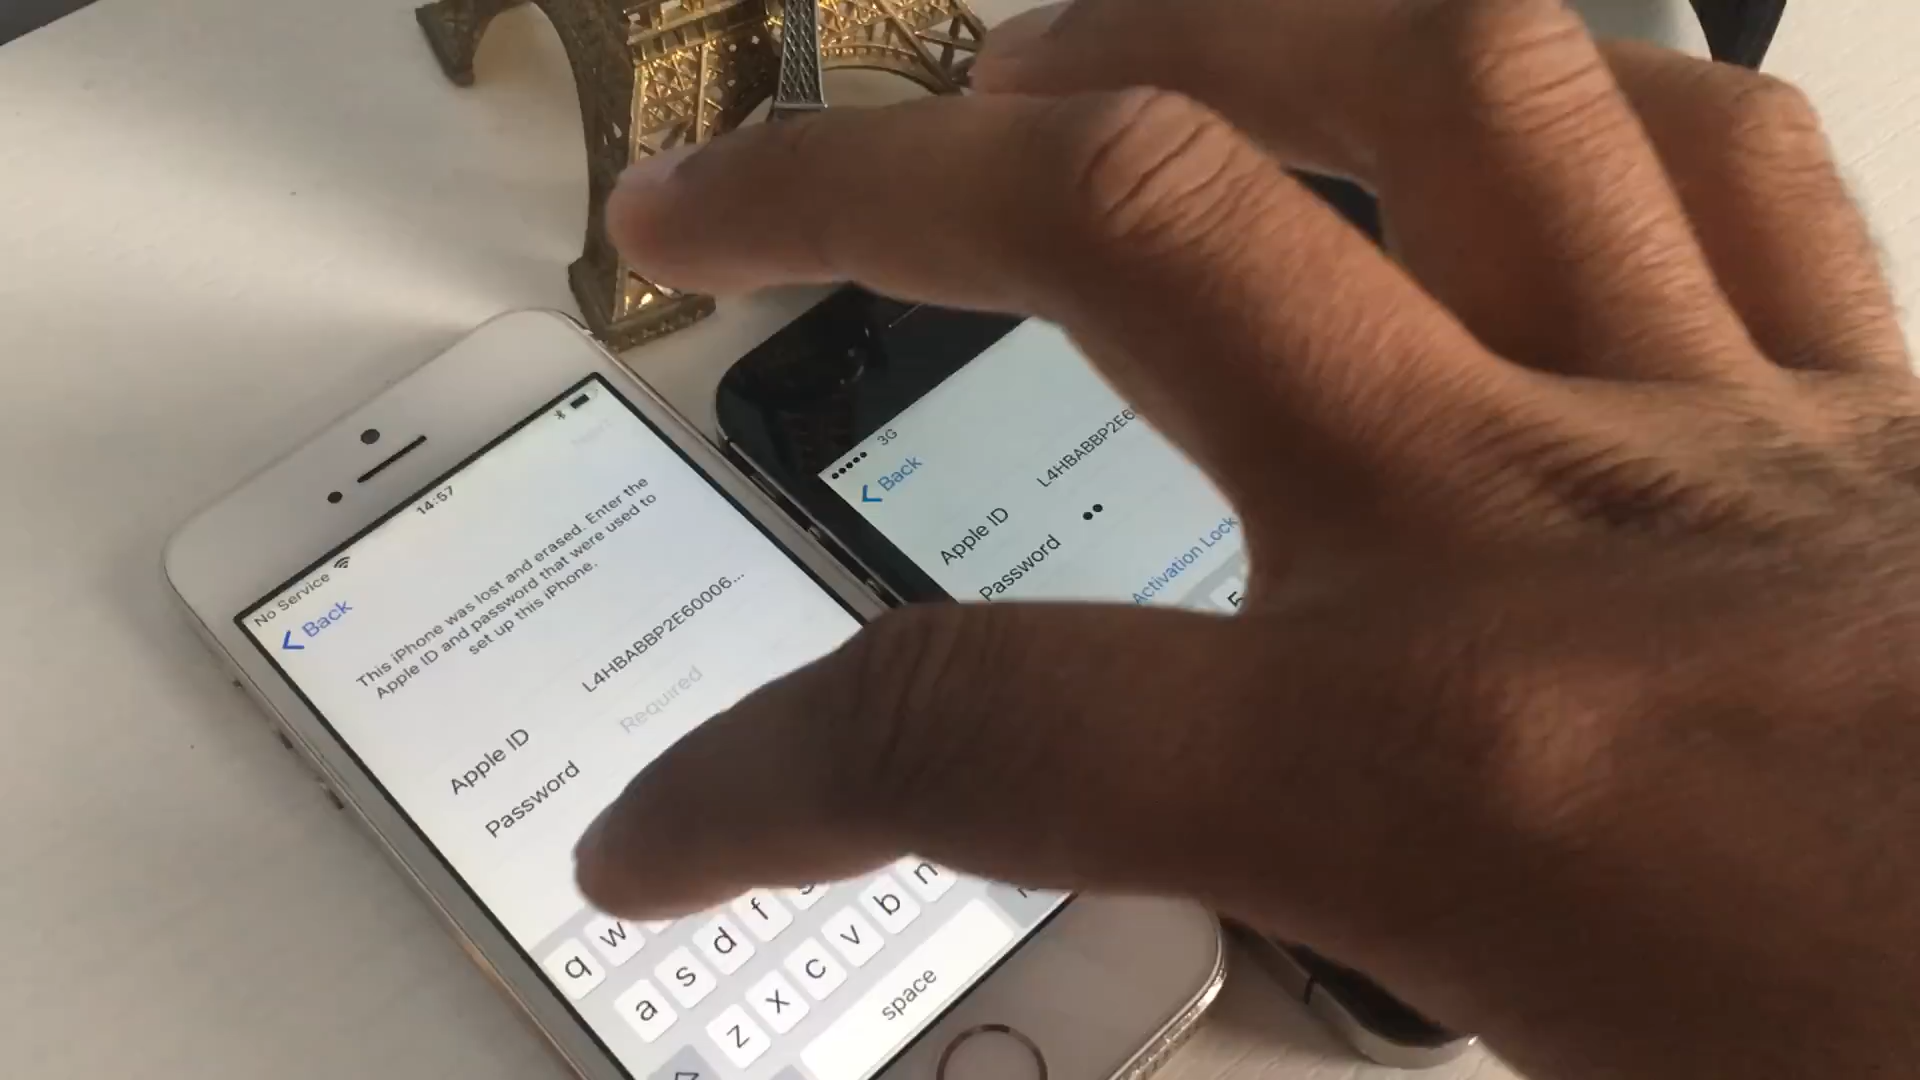 No Service
14:57
Back
This iPhone was lost and erased. Enter the
Apple ID and password that were used to
set up this iPhone.
Apple ID L4HBABBP2E60006...
Password Required
q w
a s d f
z x c v b n
space
3G
Back
Apple ID L4HBABBP2E6
Password ••
Activation Lock
5